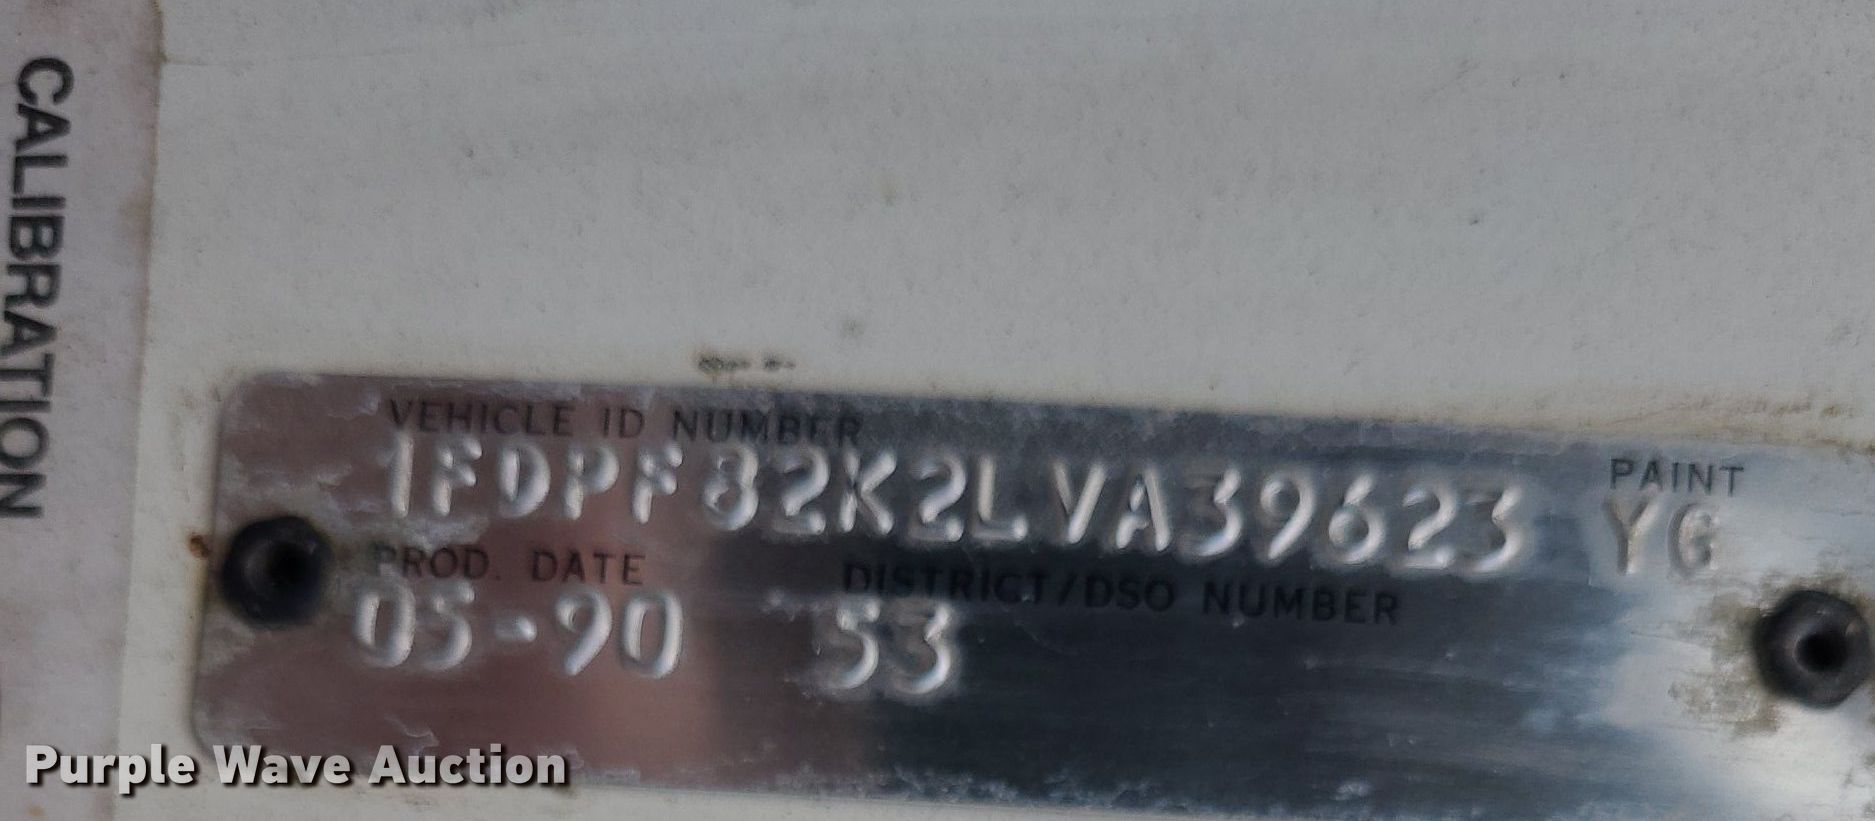 CALIBRATION
VEHICLE ID NUMBER
1FDPF82K2LVA39623
PAINT
YG
PROD. DATE
DISTRICT/DSO NUMBER
05-90
53
Purple Wave Auction